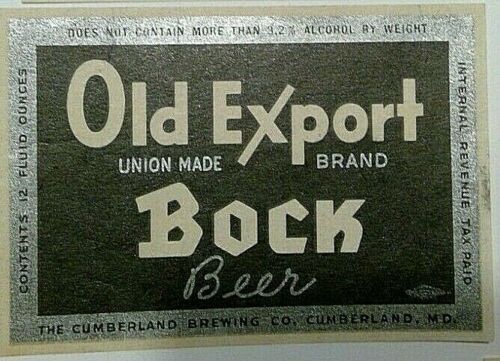 DOES NOT CONTAIN MORE THAN 3.2% ALCOHOL BY WEIGHT
CONTENTS 12 FLUID OUNCES
Old Export
UNION MADE BRAND
BOCK
Beer
INTERNAL REVENUE TAX PAID
THE CUMBERLAND BREWING CO. CUMBERLAND, MD.